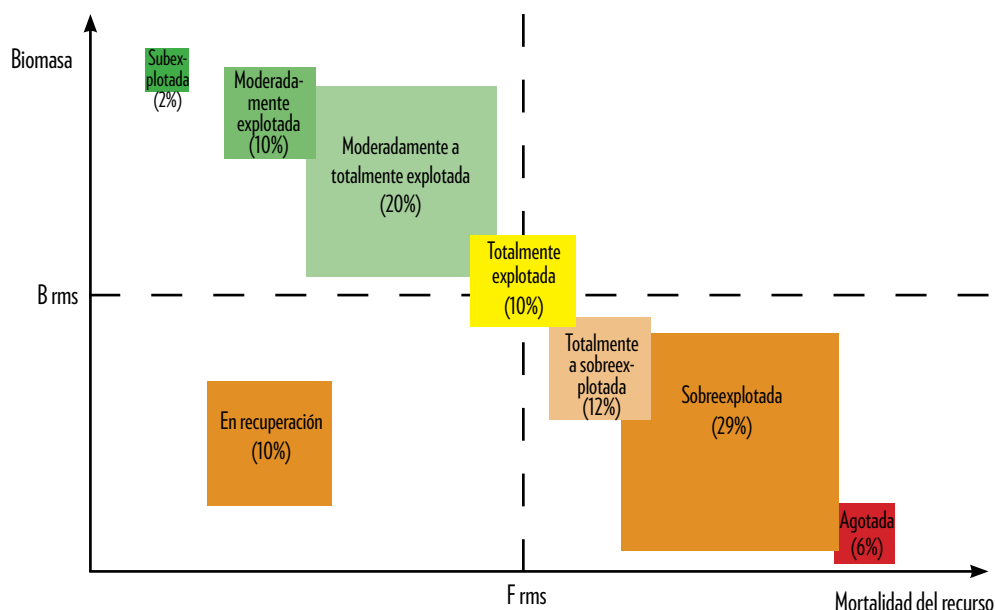 Biomasa
Subex-
plotada
(2%)
Moderada-
mente
explotada
(10%)
Moderadamente a
totalmente explotada
(20%)
Totalmente
explotada
(10%)
B rms
Totalmente
a sobreex-
plotada
(12%)
Sobreexplotada
(29%)
En recuperación
(10%)
Agotada
(6%)
F rms
Mortalidad del recurso